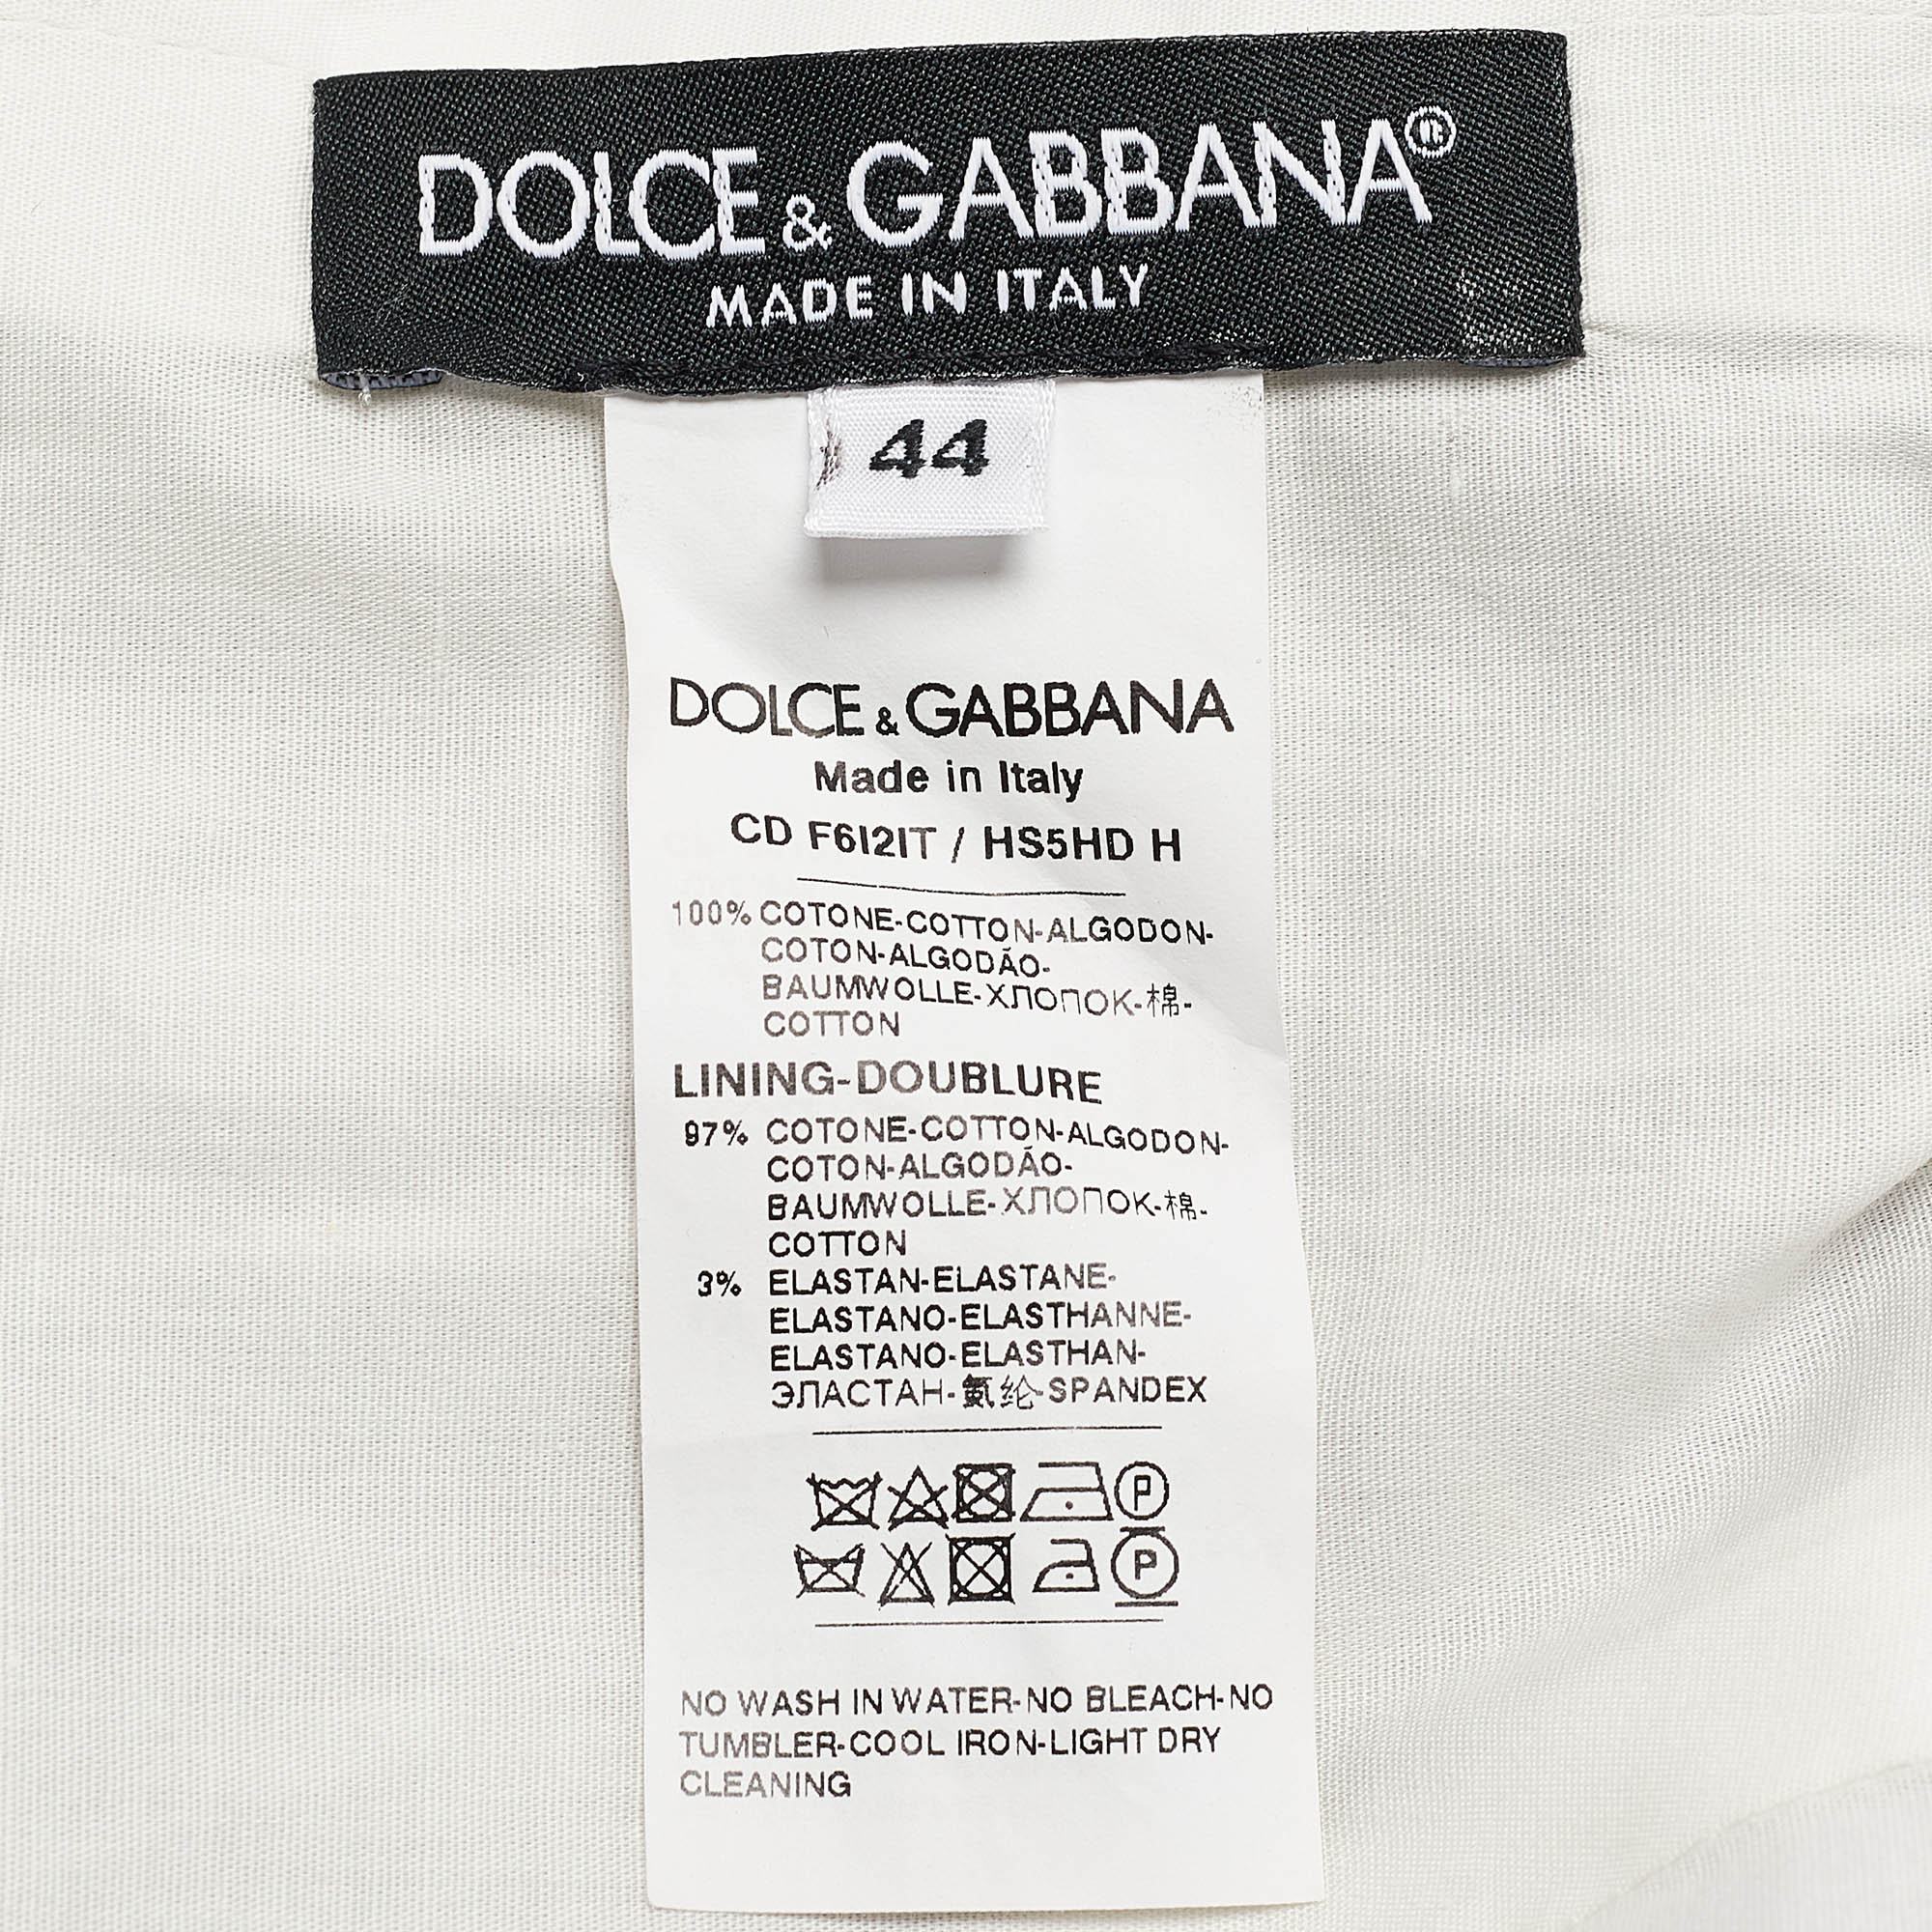 DOLCE & GABBANA®
MADE IN ITALY
44
DOLCE & GABBANA
Made in Italy
CD F6I2IT / HS5HD H
100% COTONE-COTTON-ALGODON-
COTON-ALGODÃO-
BAUMWOLLE-ХЛОПОК-棉-
COTTON
LINING-DOUBLURE
97% COTONE-COTTON-ALGODON-
COTON-ALGODÃO-
BAUMWOLLE-ХЛОПОК-棉-
COTTON
3% ELASTAN-ELASTANE-
ELASTANO-ELASTHANNE-
ELASTANO-ELASTHAN-
ЭЛАСТАН-氨纶-SPANDEX
P
P
NO WASH IN WATER-NO BLEACH-NO
TUMBLER-COOL IRON-LIGHT DRY
CLEANING